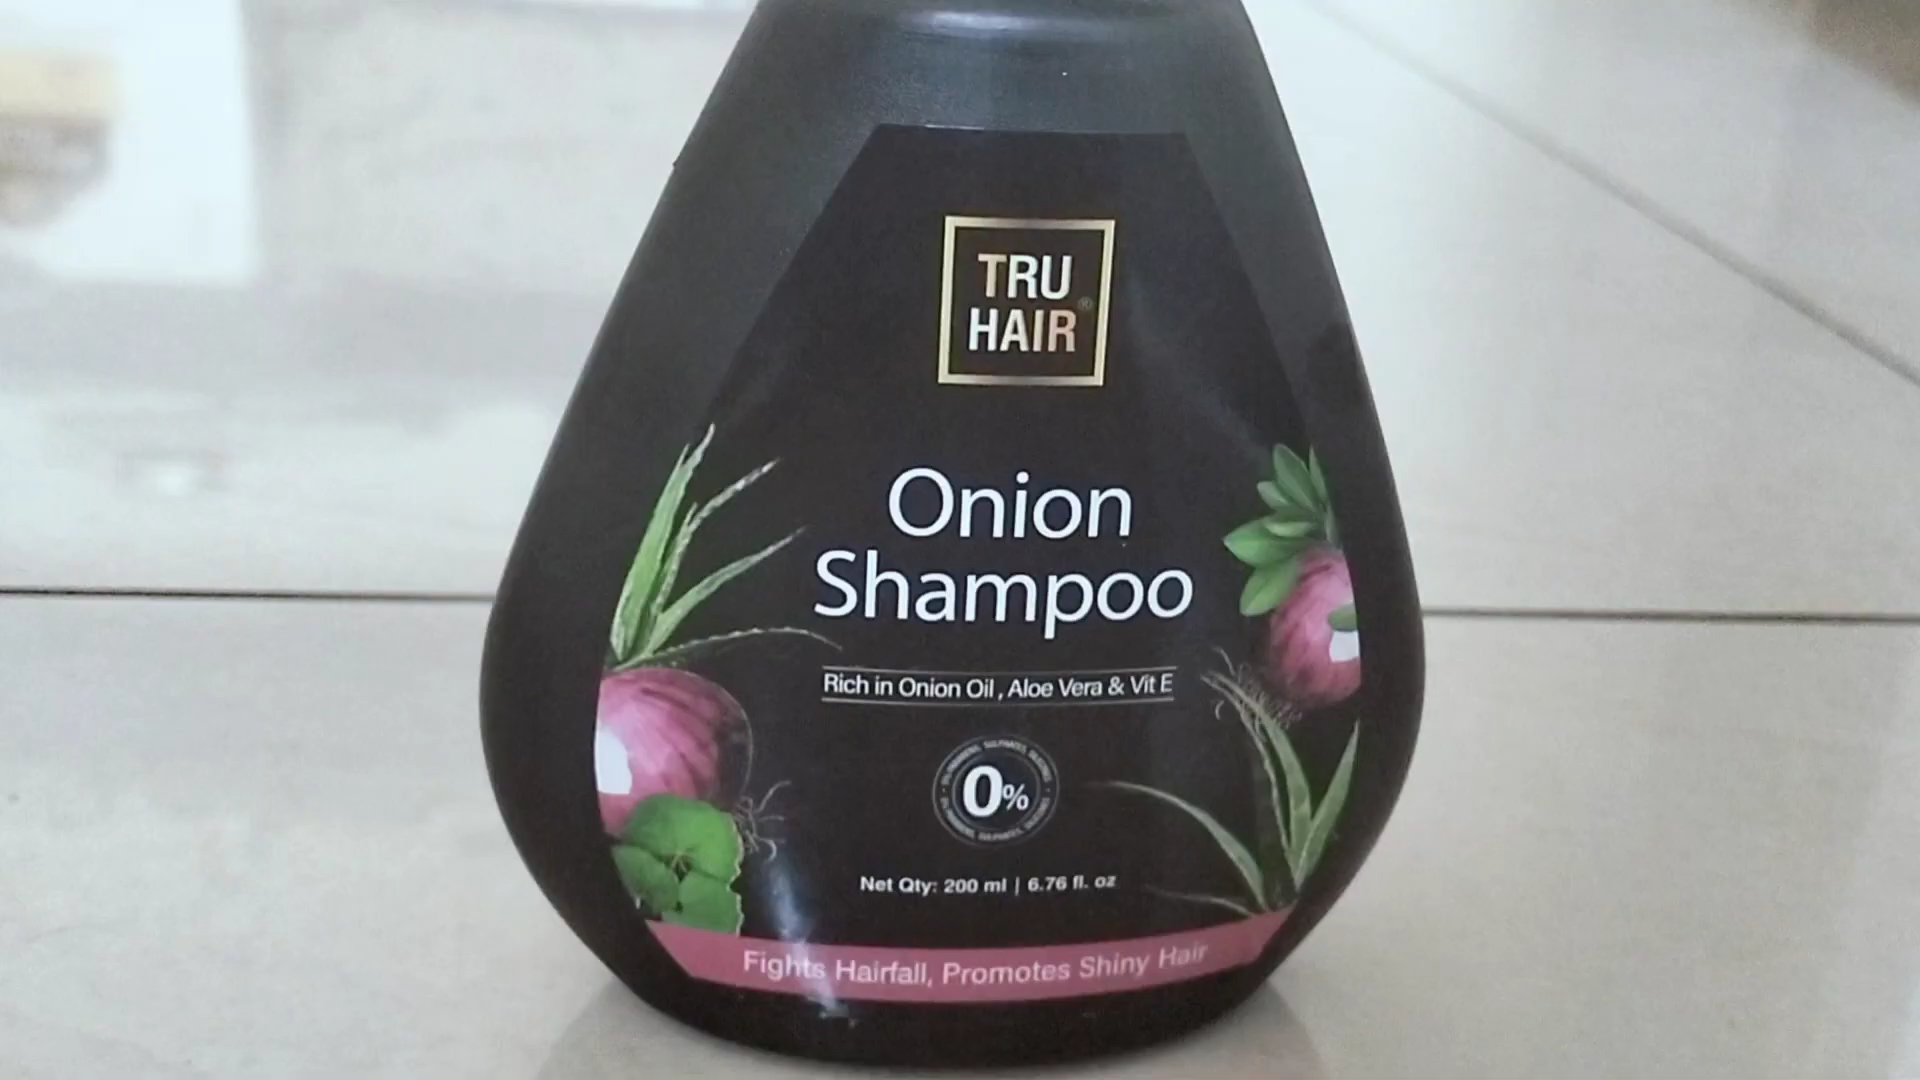 TRU
HAIR
®
Onion
Shampoo
Rich in Onion Oil , Aloe Vera & Vit E
0%
Net Qty: 200 ml | 6.76 fl. oz
Fights Hairfall, Promotes Shiny Hair